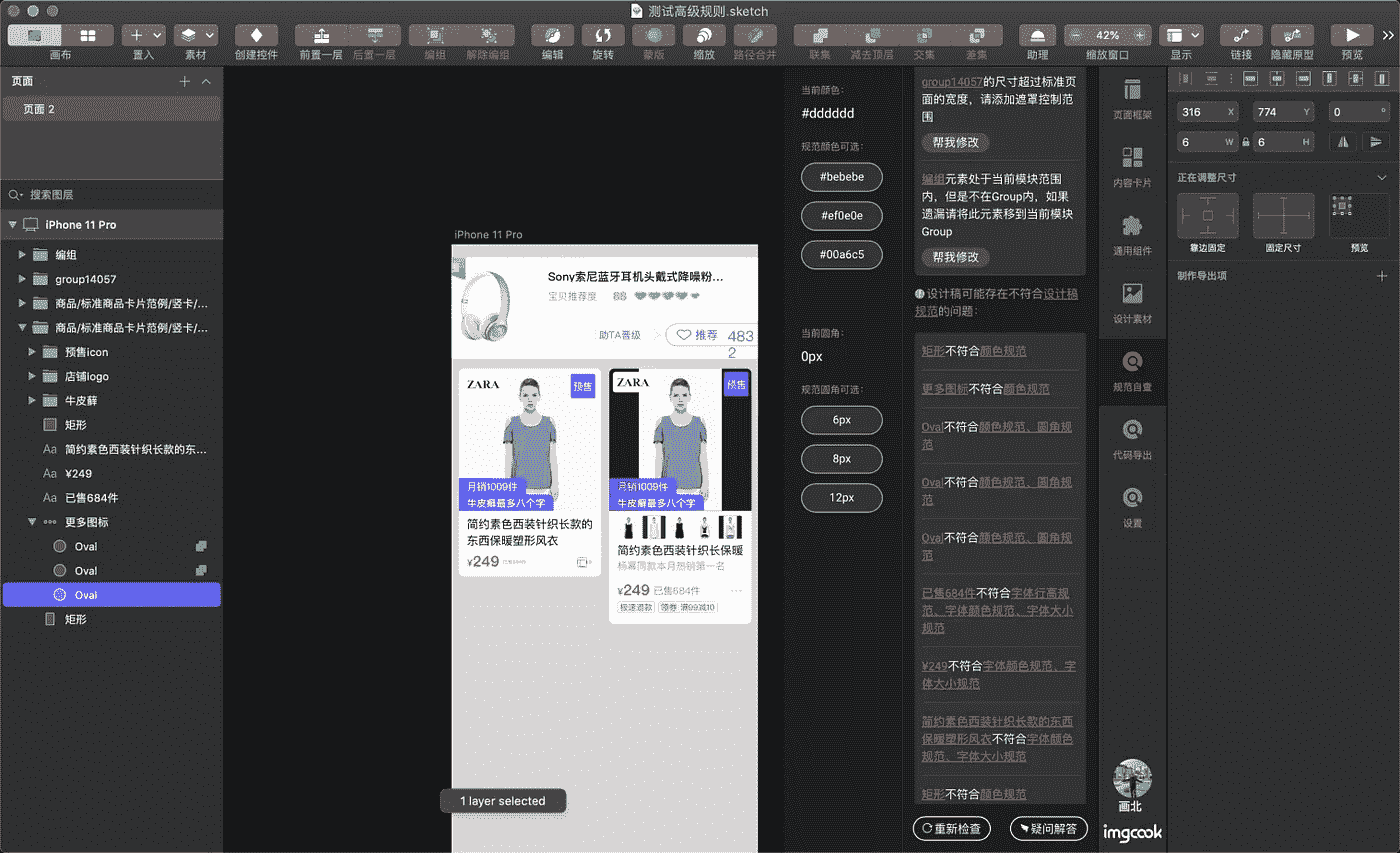 测试高级规则.sketch
画布
置入
素材
创建控件
前置一层
后置一层
编组
解除编组
编辑
旋转
蒙版
缩放
路径合并
联集
减去顶层
交集
差集
助理
42%
缩放窗口
显示
链接
隐藏原型
预览
页面
页面 2
搜索图层
iPhone 11 Pro
编组
group14057
商品/标准商品卡片范例/竖卡/...
商品/标准商品卡片范例/竖卡/...
预售icon
店铺logo
牛皮藓
矩形
Aa 简约素色西装针织长款的东...
Aa ¥249
Aa 已售684件
更多图标
Oval
Oval
Oval
矩形
iPhone 11 Pro
Sony索尼蓝牙耳机头戴式降噪粉...
宝贝推荐度 88
助TA晋级
推荐 483
2
ZARA
预售
月销1009件
牛皮癣最多八个字
简约素色西装针织长款的
东西保暖塑形风衣
¥249
ZARA
预售
月销1009件
牛皮癣最多八个字
简约素色西装针织长保暖
杨幂同款本月热销第一名
¥249 已售684件
极速退款
领券 满99减10
1 layer selected
当前颜色:
#dddddd
规范颜色可选:
#bebebe
#ef0e0e
#00a6c5
当前圆角:
0px
规范圆角可选:
6px
8px
12px
group14057的尺寸超过标准页
面的宽度，请添加遮罩控制范
围
帮我修改
编组元素处于当前模块范围
内，但是不在Group内，如果
遗漏请将此元素移到当前模块
Group
帮我修改
设计稿可能存在不符合设计稿
规范的问题:
矩形不符合颜色规范
更多图标不符合颜色规范
Oval不符合颜色规范、圆角规
范
Oval不符合颜色规范、圆角规
范
Oval不符合颜色规范、圆角规
范
已售684件不符合字体行高规
范、字体颜色规范、字体大小
规范
¥249不符合字体颜色规范、字
体大小规范
简约素色西装针织长款的东西
保暖塑形风衣不符合字体颜色
规范、字体大小规范
矩形不符合颜色规范
重新检查
疑问解答
页面框架
内容卡片
通用组件
设计素材
规范自查
代码导出
设置
画北
imgcook
316 X
774 Y
0 °
6 W
6 H
正在调整尺寸
靠边固定
固定尺寸
预览
制作导出项